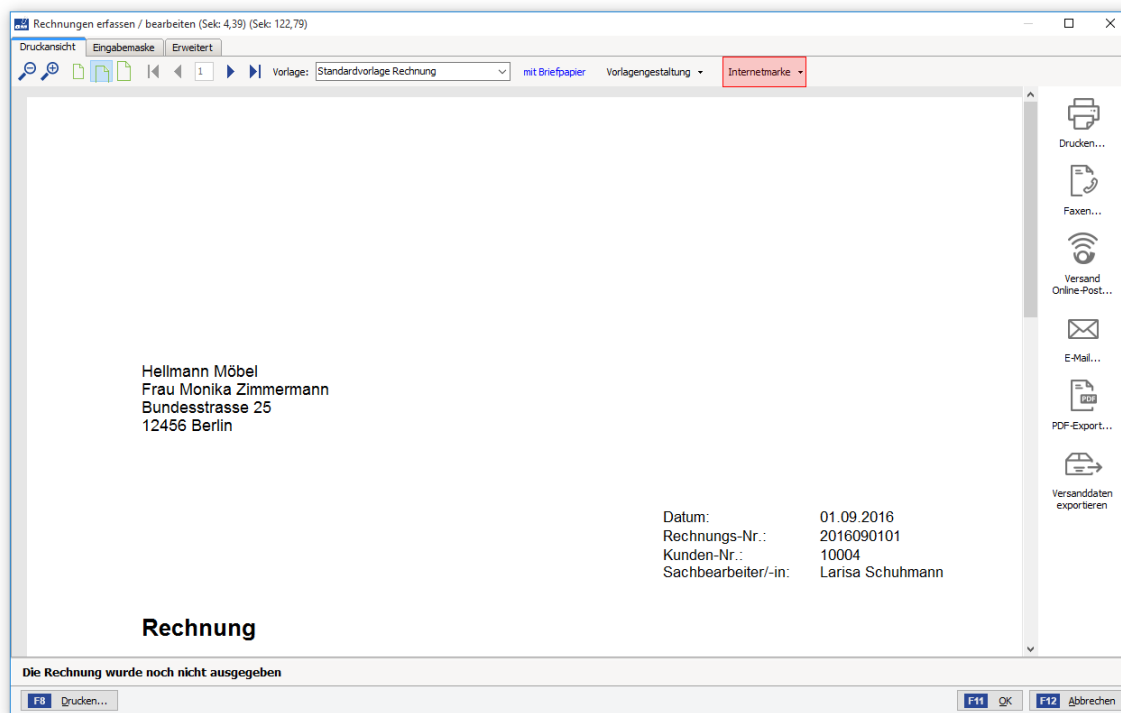 Rechnungen erfassen / bearbeiten (Sek: 4,39) (Sek: 122,79)
Druckansicht Eingabemaske Erweitert
1 Vorlage: Standardvorlage Rechnung mit Briefpapier Vorlagengestaltung Internetmarke
Drucken...
Faxen...
Versand
Online-Post...
E-Mail...
PDF
PDF-Export...
Versanddaten
exportieren
Hellmann Möbel
Frau Monika Zimmermann
Bundesstrasse 25
12456 Berlin
Datum: 01.09.2016
Rechnungs-Nr.: 2016090101
Kunden-Nr.: 10004
Sachbearbeiter/-in: Larisa Schuhmann
Rechnung
Die Rechnung wurde noch nicht ausgegeben
F8 Drucken... F11 OK F12 Abbrechen